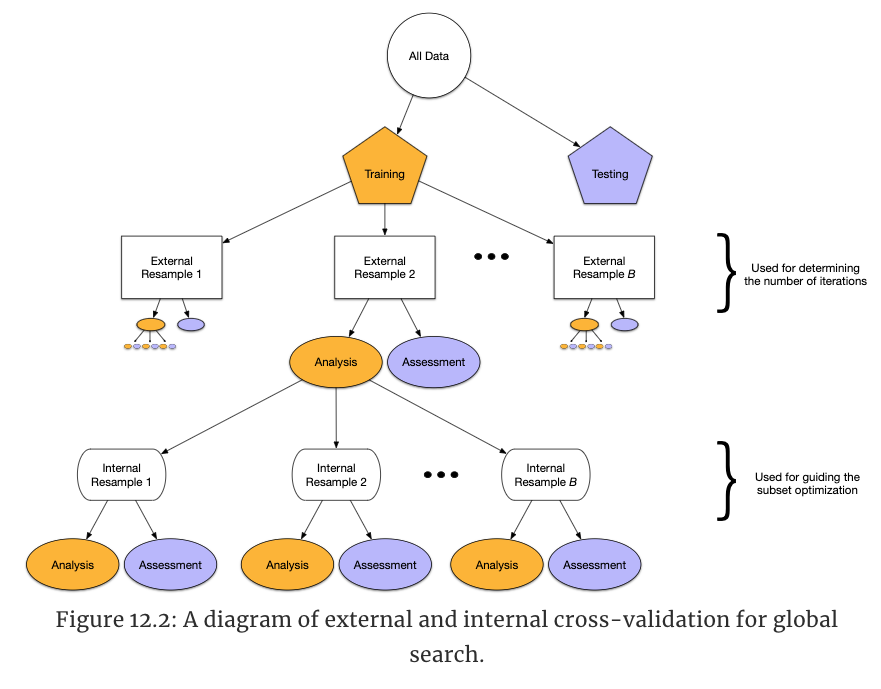 All Data
Training
Testing
External
Resample 1
External
Resample 2
External
Resample B
Used for determining
the number of iterations
Analysis
Assessment
Internal
Resample 1
Internal
Resample 2
Internal
Resample B
Used for guiding the
subset optimization
Analysis
Assessment
Analysis
Assessment
Analysis
Assessment
Figure 12.2: A diagram of external and internal cross-validation for global
search.